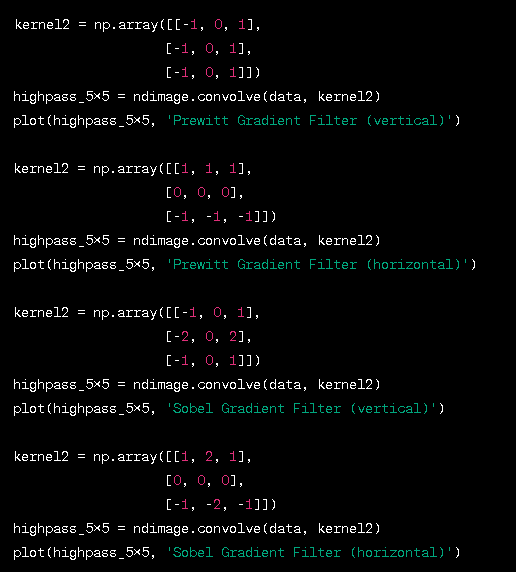 kernel2 = np.array([[-1, 0, 1],
[-1, 0, 1],
[-1, 0, 1]])
highpass_5x5 = ndimage.convolve(data, kernel2)
plot(highpass_5x5, 'Prewitt Gradient Filter (vertical)')
kernel2 = np.array([[1, 1, 1],
[0, 0, 0],
[-1, -1, -1]])
highpass_5x5 = ndimage.convolve(data, kernel2)
plot(highpass_5x5, 'Prewitt Gradient Filter (horizontal)')
kernel2 = np.array([[-1, 0, 1],
[-2, 0, 2],
[-1, 0, 1]])
highpass_5x5 = ndimage.convolve(data, kernel2)
plot(highpass_5x5, 'Sobel Gradient Filter (vertical)')
kernel2 = np.array([[1, 2, 1],
[0, 0, 0],
[-1, -2, -1]])
highpass_5x5 = ndimage.convolve(data, kernel2)
plot(highpass_5x5, 'Sobel Gradient Filter (horizontal)')